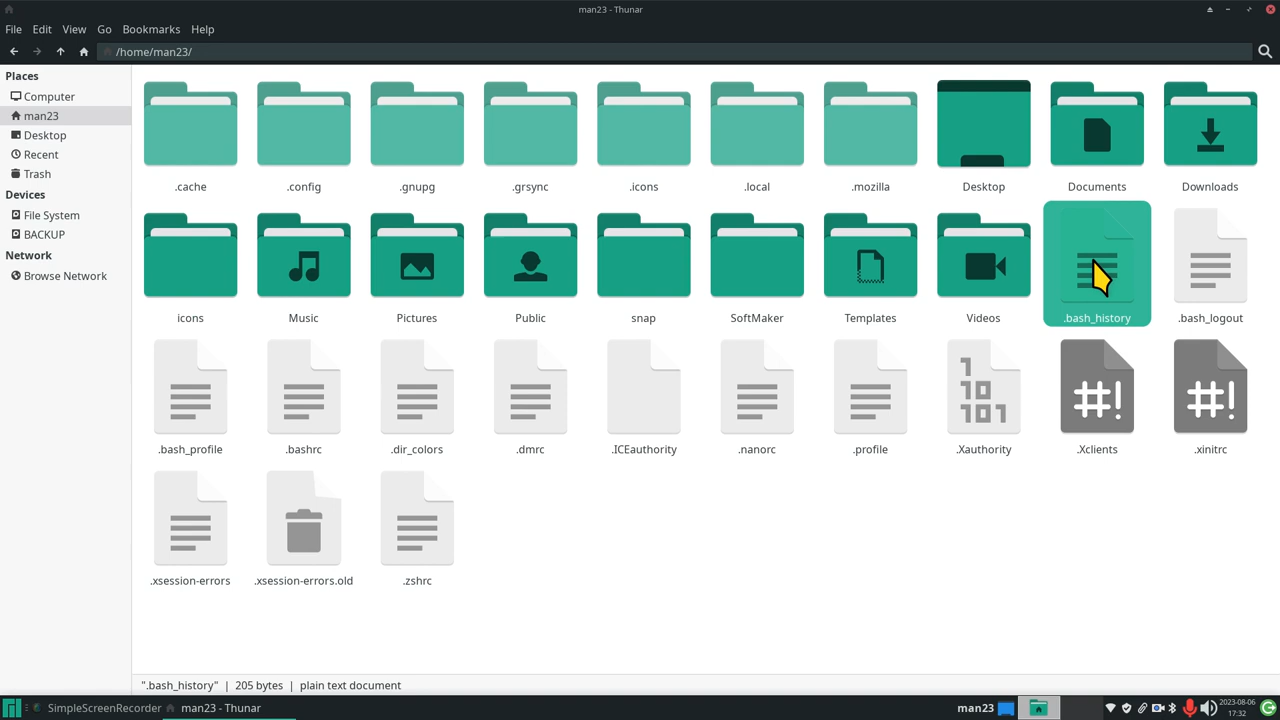 man23 - Thunar
File Edit View Go Bookmarks Help
/home/man23/
Places
Computer
man23
Desktop
Recent
Trash
Devices
File System
BACKUP
Network
Browse Network
.cache .config .gnupg .grsync .icons .local .mozilla Desktop Documents Downloads
icons Music Pictures Public snap SoftMaker Templates Videos .bash_history .bash_logout
1
10
101
#!
#!
.bash_profile .bashrc .dir_colors .dmrc .ICEauthority .nanorc .profile .Xauthority .Xclients .xinitrc
.xsession-errors .xsession-errors.old .zshrc
".bash_history" | 205 bytes | plain text document
SimpleScreenRecorder man23 - Thunar man23 2023-08-06
17:32